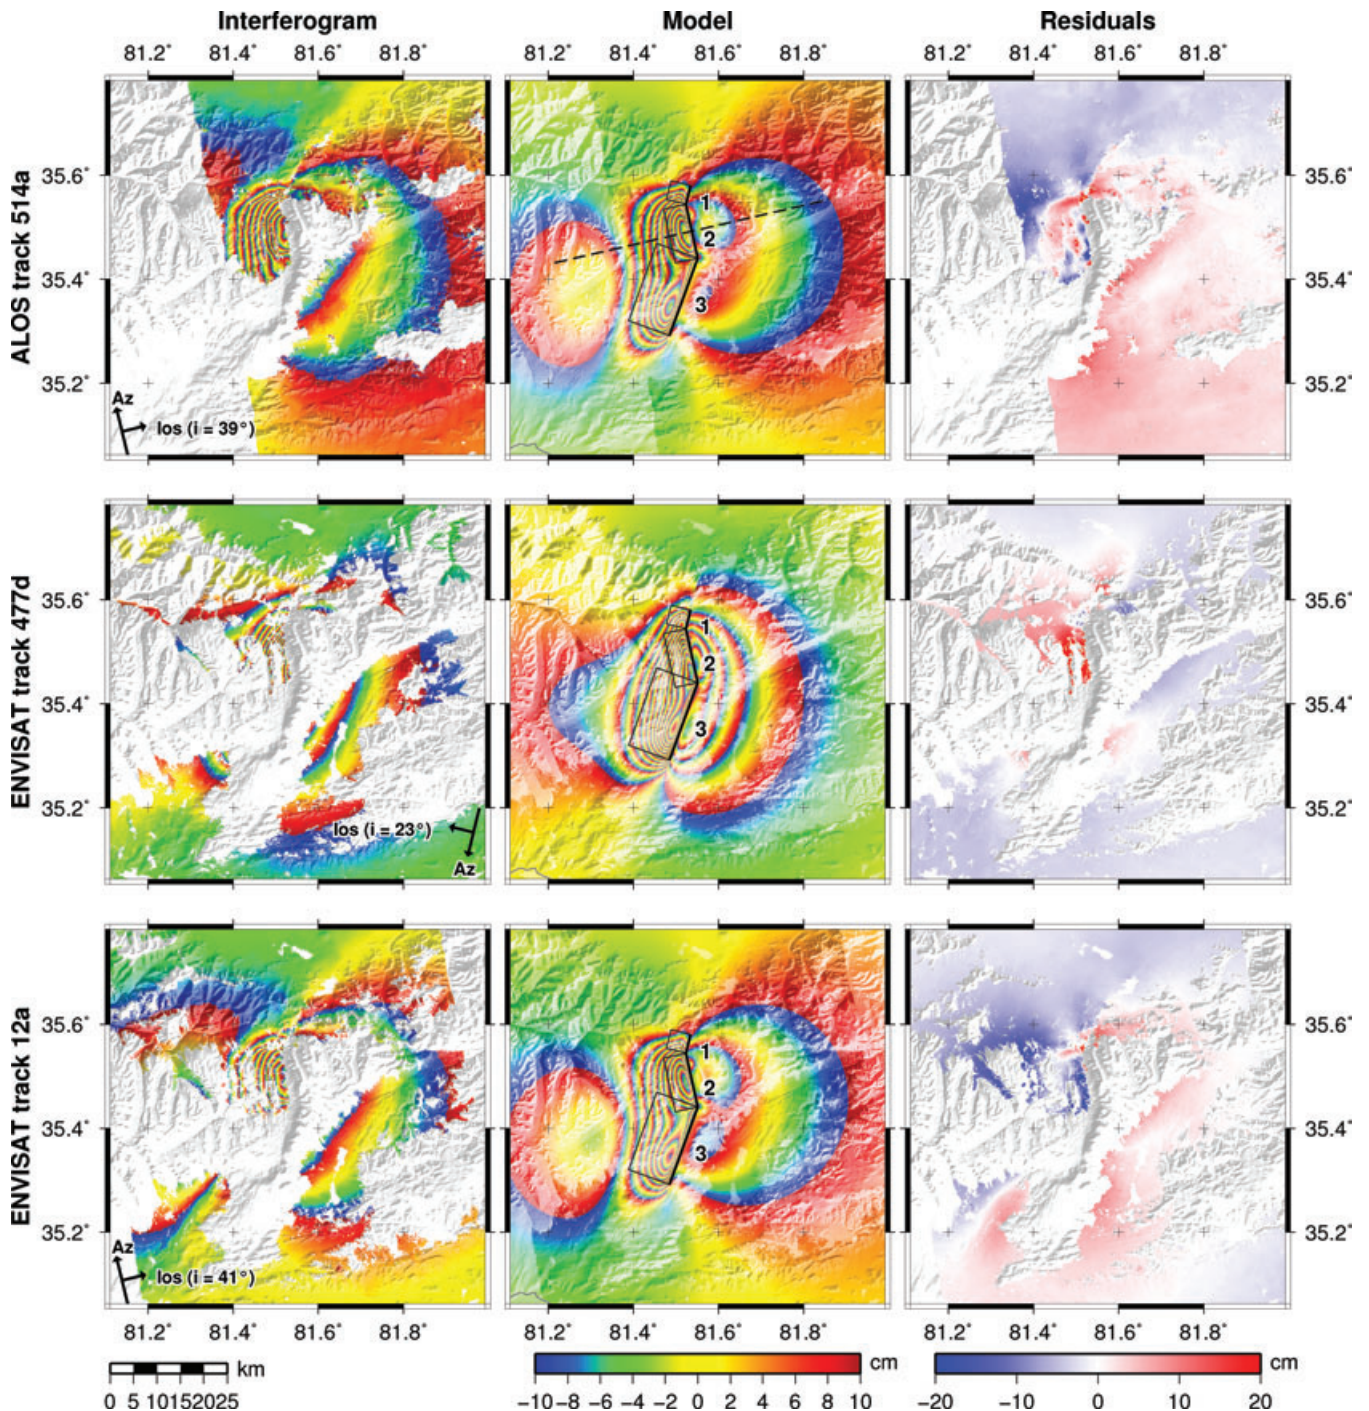 Interferogram Model Residuals
81.2° 81.4° 81.6° 81.8° 81.2° 81.4° 81.6° 81.8° 81.2° 81.4° 81.6° 81.8°
ALOS track 514a
35.6° 35.6°
35.4° 35.4°
35.2° 35.2°
Az
los (i = 39°)
1
2
3
ENVISAT track 477d
35.6° 35.6°
35.4° 35.4°
35.2° 35.2°
los (i = 23°)
Az
1
2
3
ENVISAT track 12a
35.6° 35.6°
35.4° 35.4°
35.2° 35.2°
Az
los (i = 41°)
1
2
3
81.2° 81.4° 81.6° 81.8° 81.2° 81.4° 81.6° 81.8° 81.2° 81.4° 81.6° 81.8°
km cm cm
0 5 10152025 −10 −8 −6 −4 −2 0 2 4 6 8 10 −20 −10 0 10 20